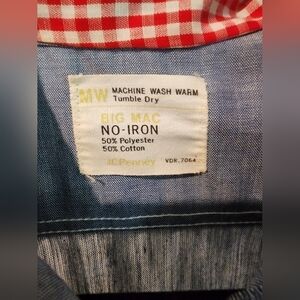 MW MACHINE WASH WARM
Tumble Dry
BIG MAC
NO-IRON
50% Polyester
50% Cotton
JCPenney VDR. 7064